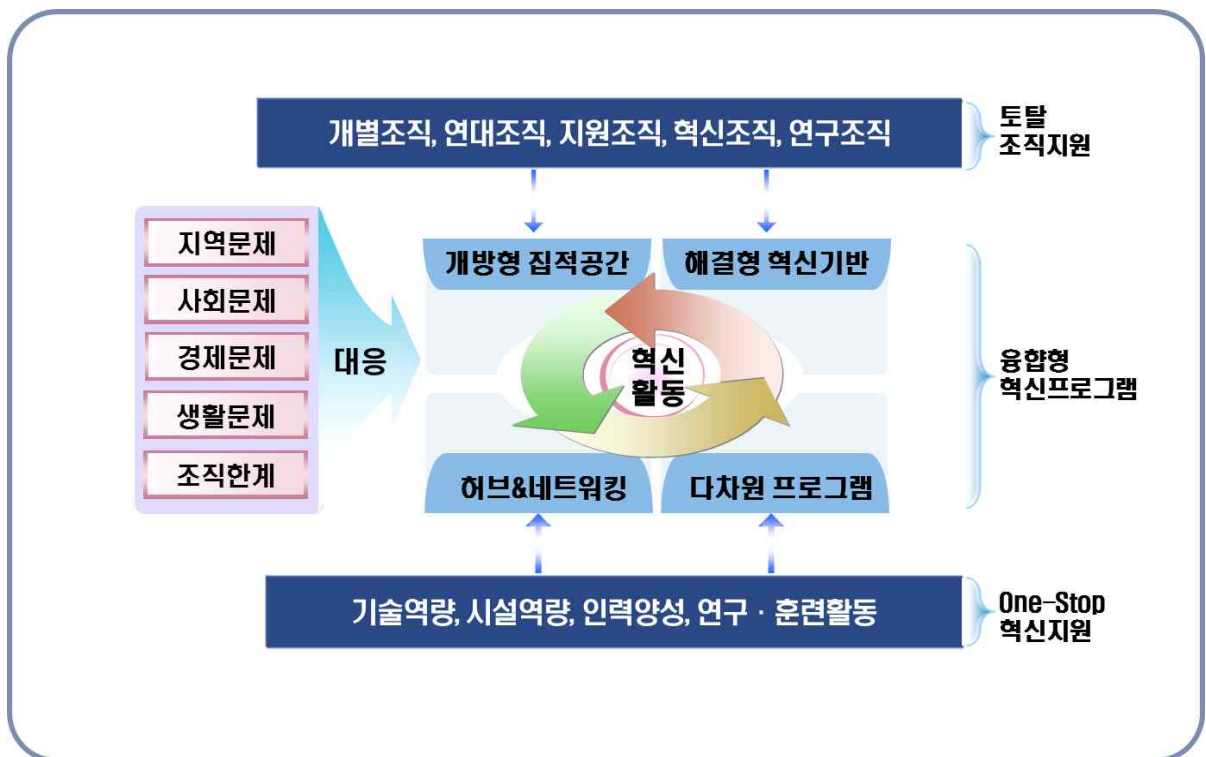 개별조직, 연대조직, 지원조직, 혁신조직, 연구조직
토탈
조직지원
지역문제
사회문제
경제문제
생활문제
조직한계
대응
개방형 집적공간
해결형 혁신기반
혁신
활동
허브&네트워킹
다차원 프로그램
융합형
혁신프로그램
기술역량, 시설역량, 인력양성, 연구 · 훈련활동
One-Stop
혁신지원